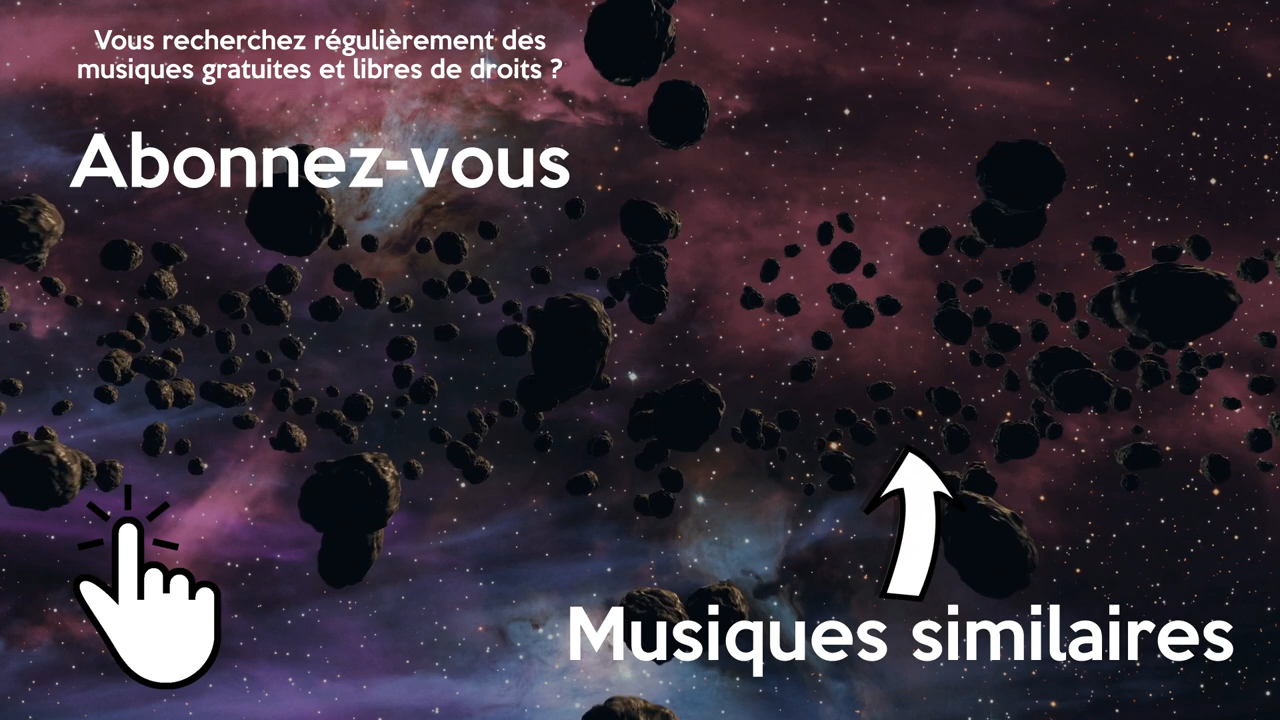 Vous recherchez régulièrement des
musiques gratuites et libres de droits ?
Abonnez-vous
Musiques similaires